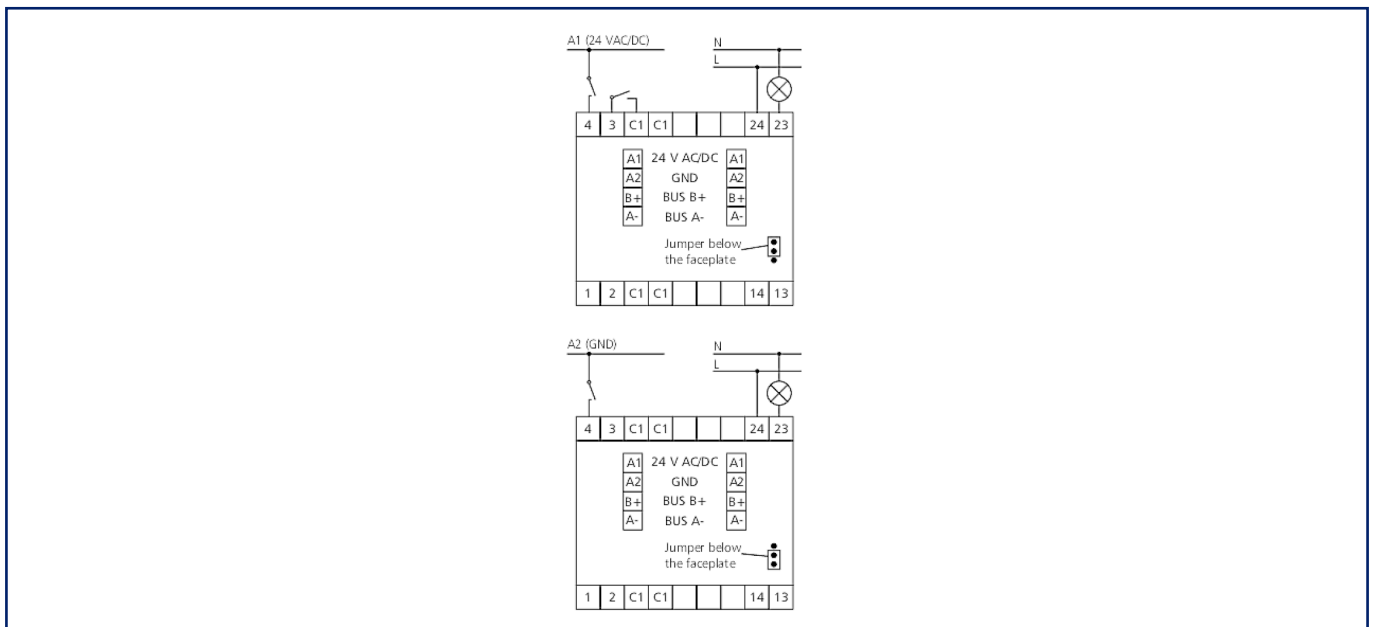 A1 (24 VAC/DC)
N
L
4 3 C1 C1 24 23
A1 24 V AC/DC A1
A2 GND A2
B+ BUS B+ B+
A- BUS A- A-
Jumper below
the faceplate
1 2 C1 C1 14 13
A2 (GND)
N
L
4 3 C1 C1 24 23
A1 24 V AC/DC A1
A2 GND A2
B+ BUS B+ B+
A- BUS A- A-
Jumper below
the faceplate
1 2 C1 C1 14 13